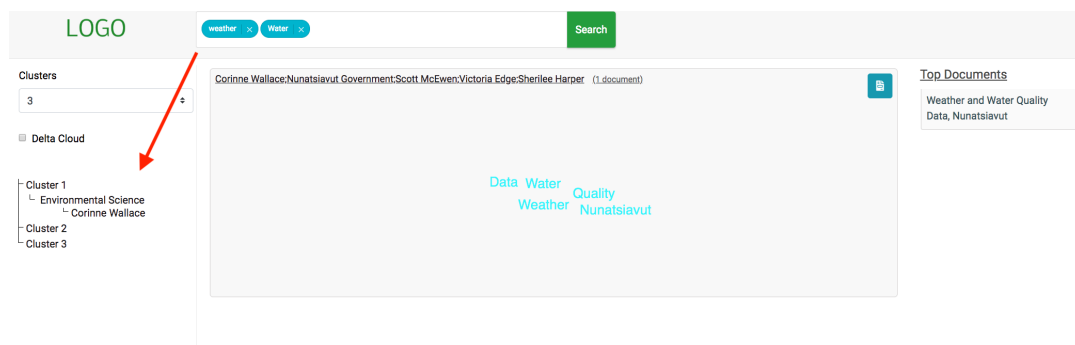 LOGO
weather x Water x
Search
Clusters
3
Delta Cloud
Cluster 1
Environmental Science
Corinne Wallace
Cluster 2
Cluster 3
Corinne Wallace;Nunatsiavut Government;Scott McEwen;Victoria Edge;Sherilee Harper (1 document)
Data Water
Quality
Weather
Nunatsiavut
Top Documents
Weather and Water Quality
Data, Nunatsiavut